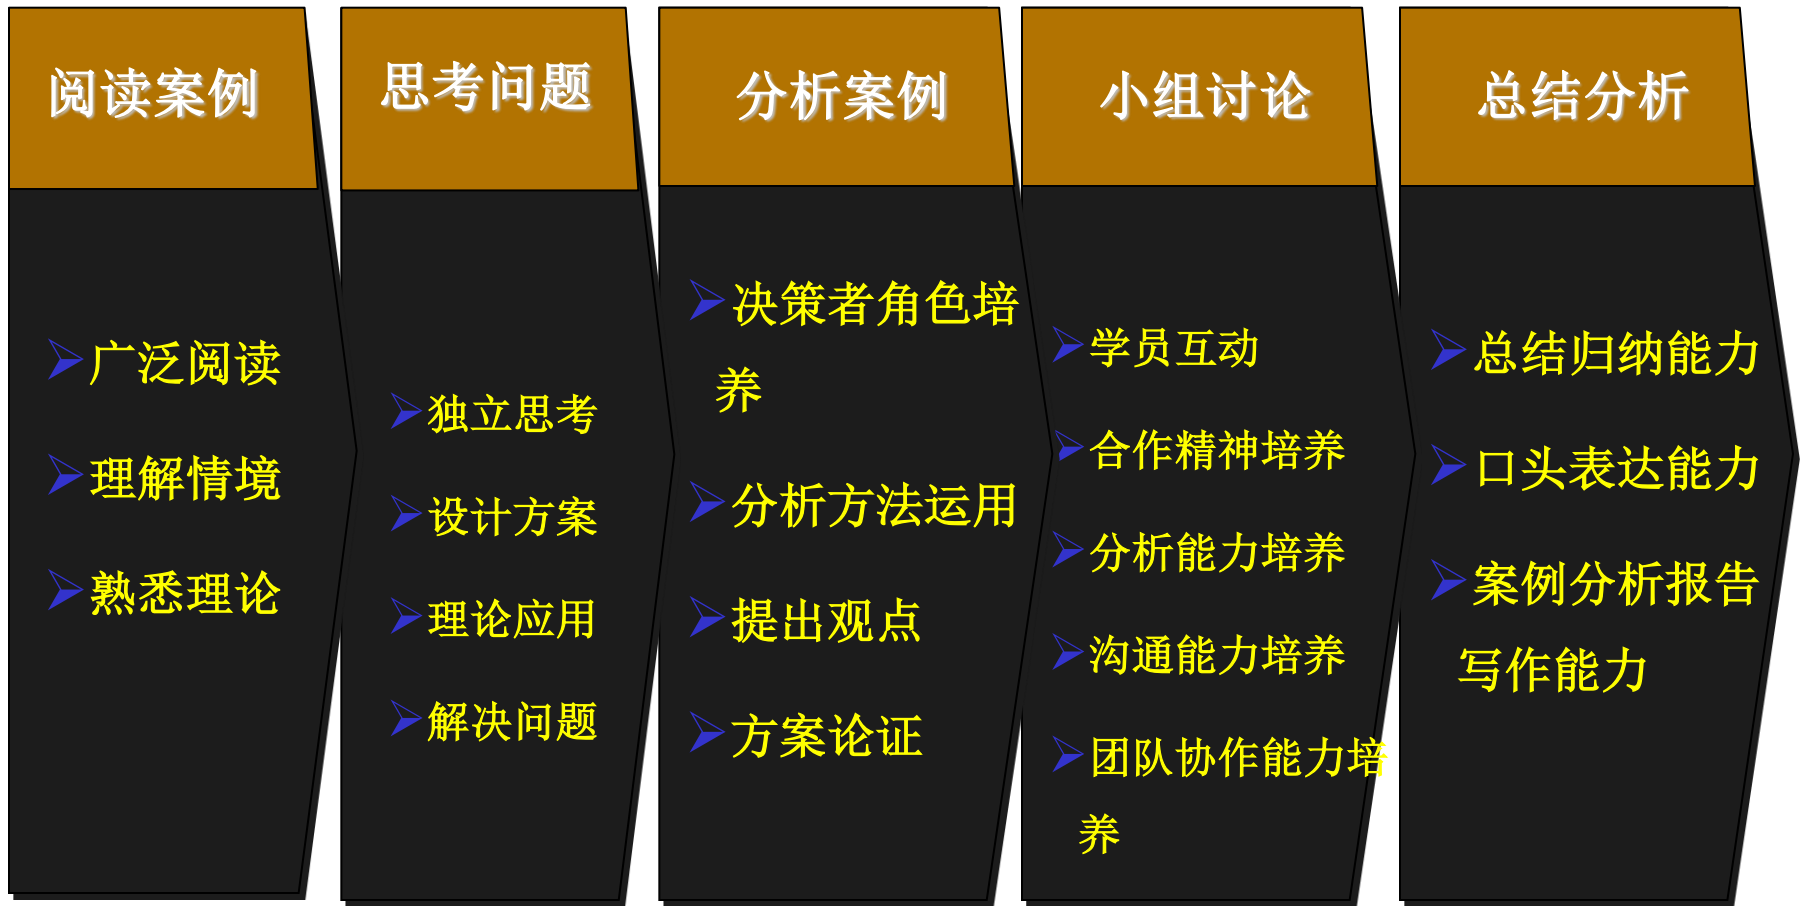 阅读案例
广泛阅读
理解情境
熟悉理论
思考问题
独立思考
设计方案
理论应用
解决问题
分析案例
决策者角色培
养
分析方法运用
提出观点
方案论证
小组讨论
学员互动
合作精神培养
分析能力培养
沟通能力培养
团队协作能力培
养
总结分析
总结归纳能力
口头表达能力
案例分析报告
写作能力